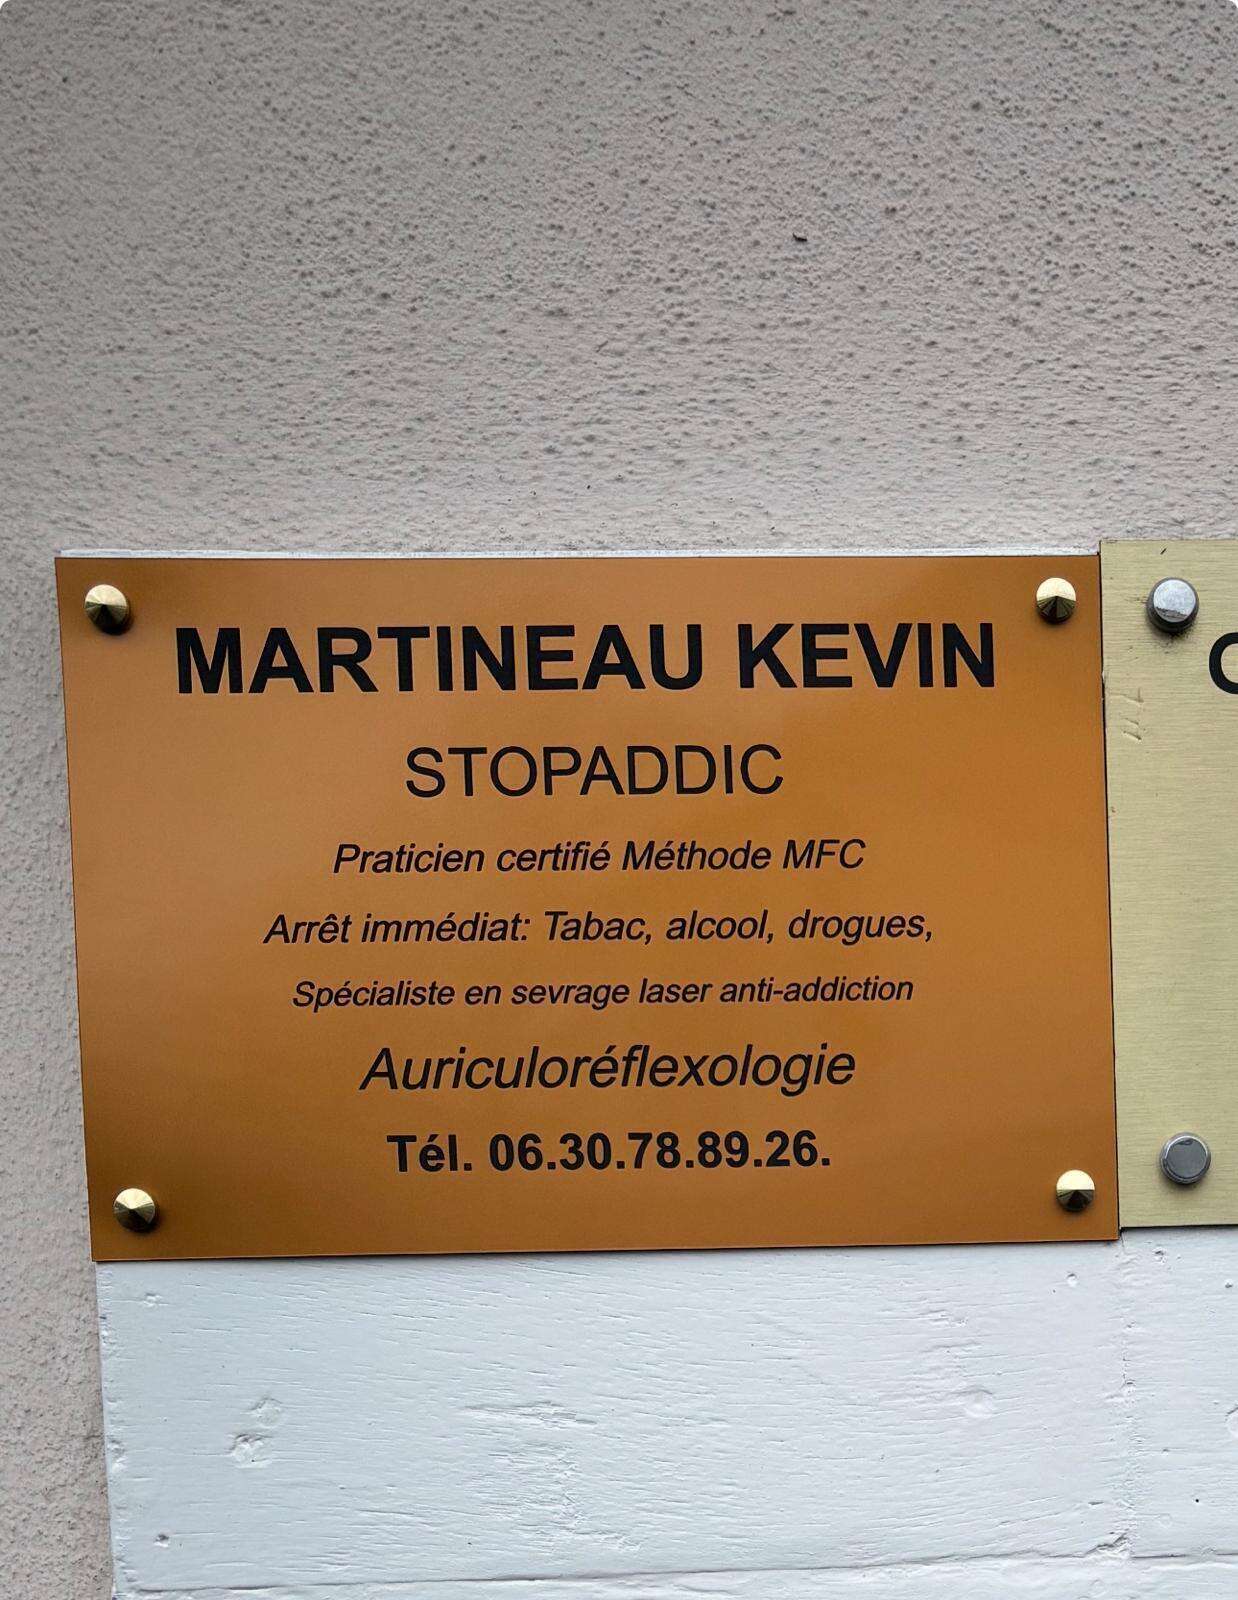 MARTINEAU KEVIN
STOPADDIC
Praticien certifié Méthode MFC
Arrêt immédiat: Tabac, alcool, drogues,
Spécialiste en sevrage laser anti-addiction
Auriculoréflexologie
Tél. 06.30.78.89.26.